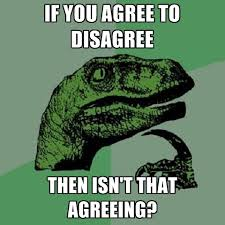 IF YOU AGREE TO
DISAGREE
THEN ISN'T THAT
AGREEING?